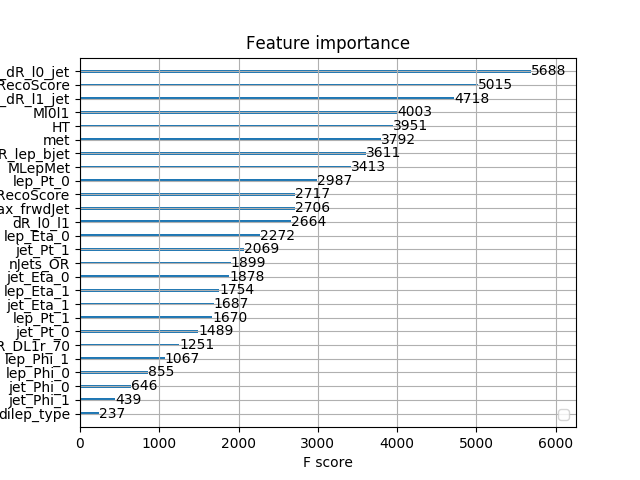 Feature importance
_dR_l0_jet 5688
RecoScore 5015
_dR_l1_jet 4718
Ml0l1 4003
HT 3951
met 3792
R_lep_bjet 3611
MLepMet 3413
lep_Pt_0 2987
RecoScore 2717
ax_frwdJet 2706
dR_l0_l1 2664
lep_Eta_0 2272
jet_Pt_1 2069
nJets_OR 1899
jet_Eta_0 1878
lep_Eta_1 1754
jet_Eta_1 1687
lep_Pt_1 1670
jet_Pt_0 1489
R_DL1r_70 1251
lep_Phi_1 1067
lep_Phi_0 855
jet_Phi_0 646
jet_Phi_1 439
dilep_type 237
0 1000 2000 3000 4000 5000 6000
F score